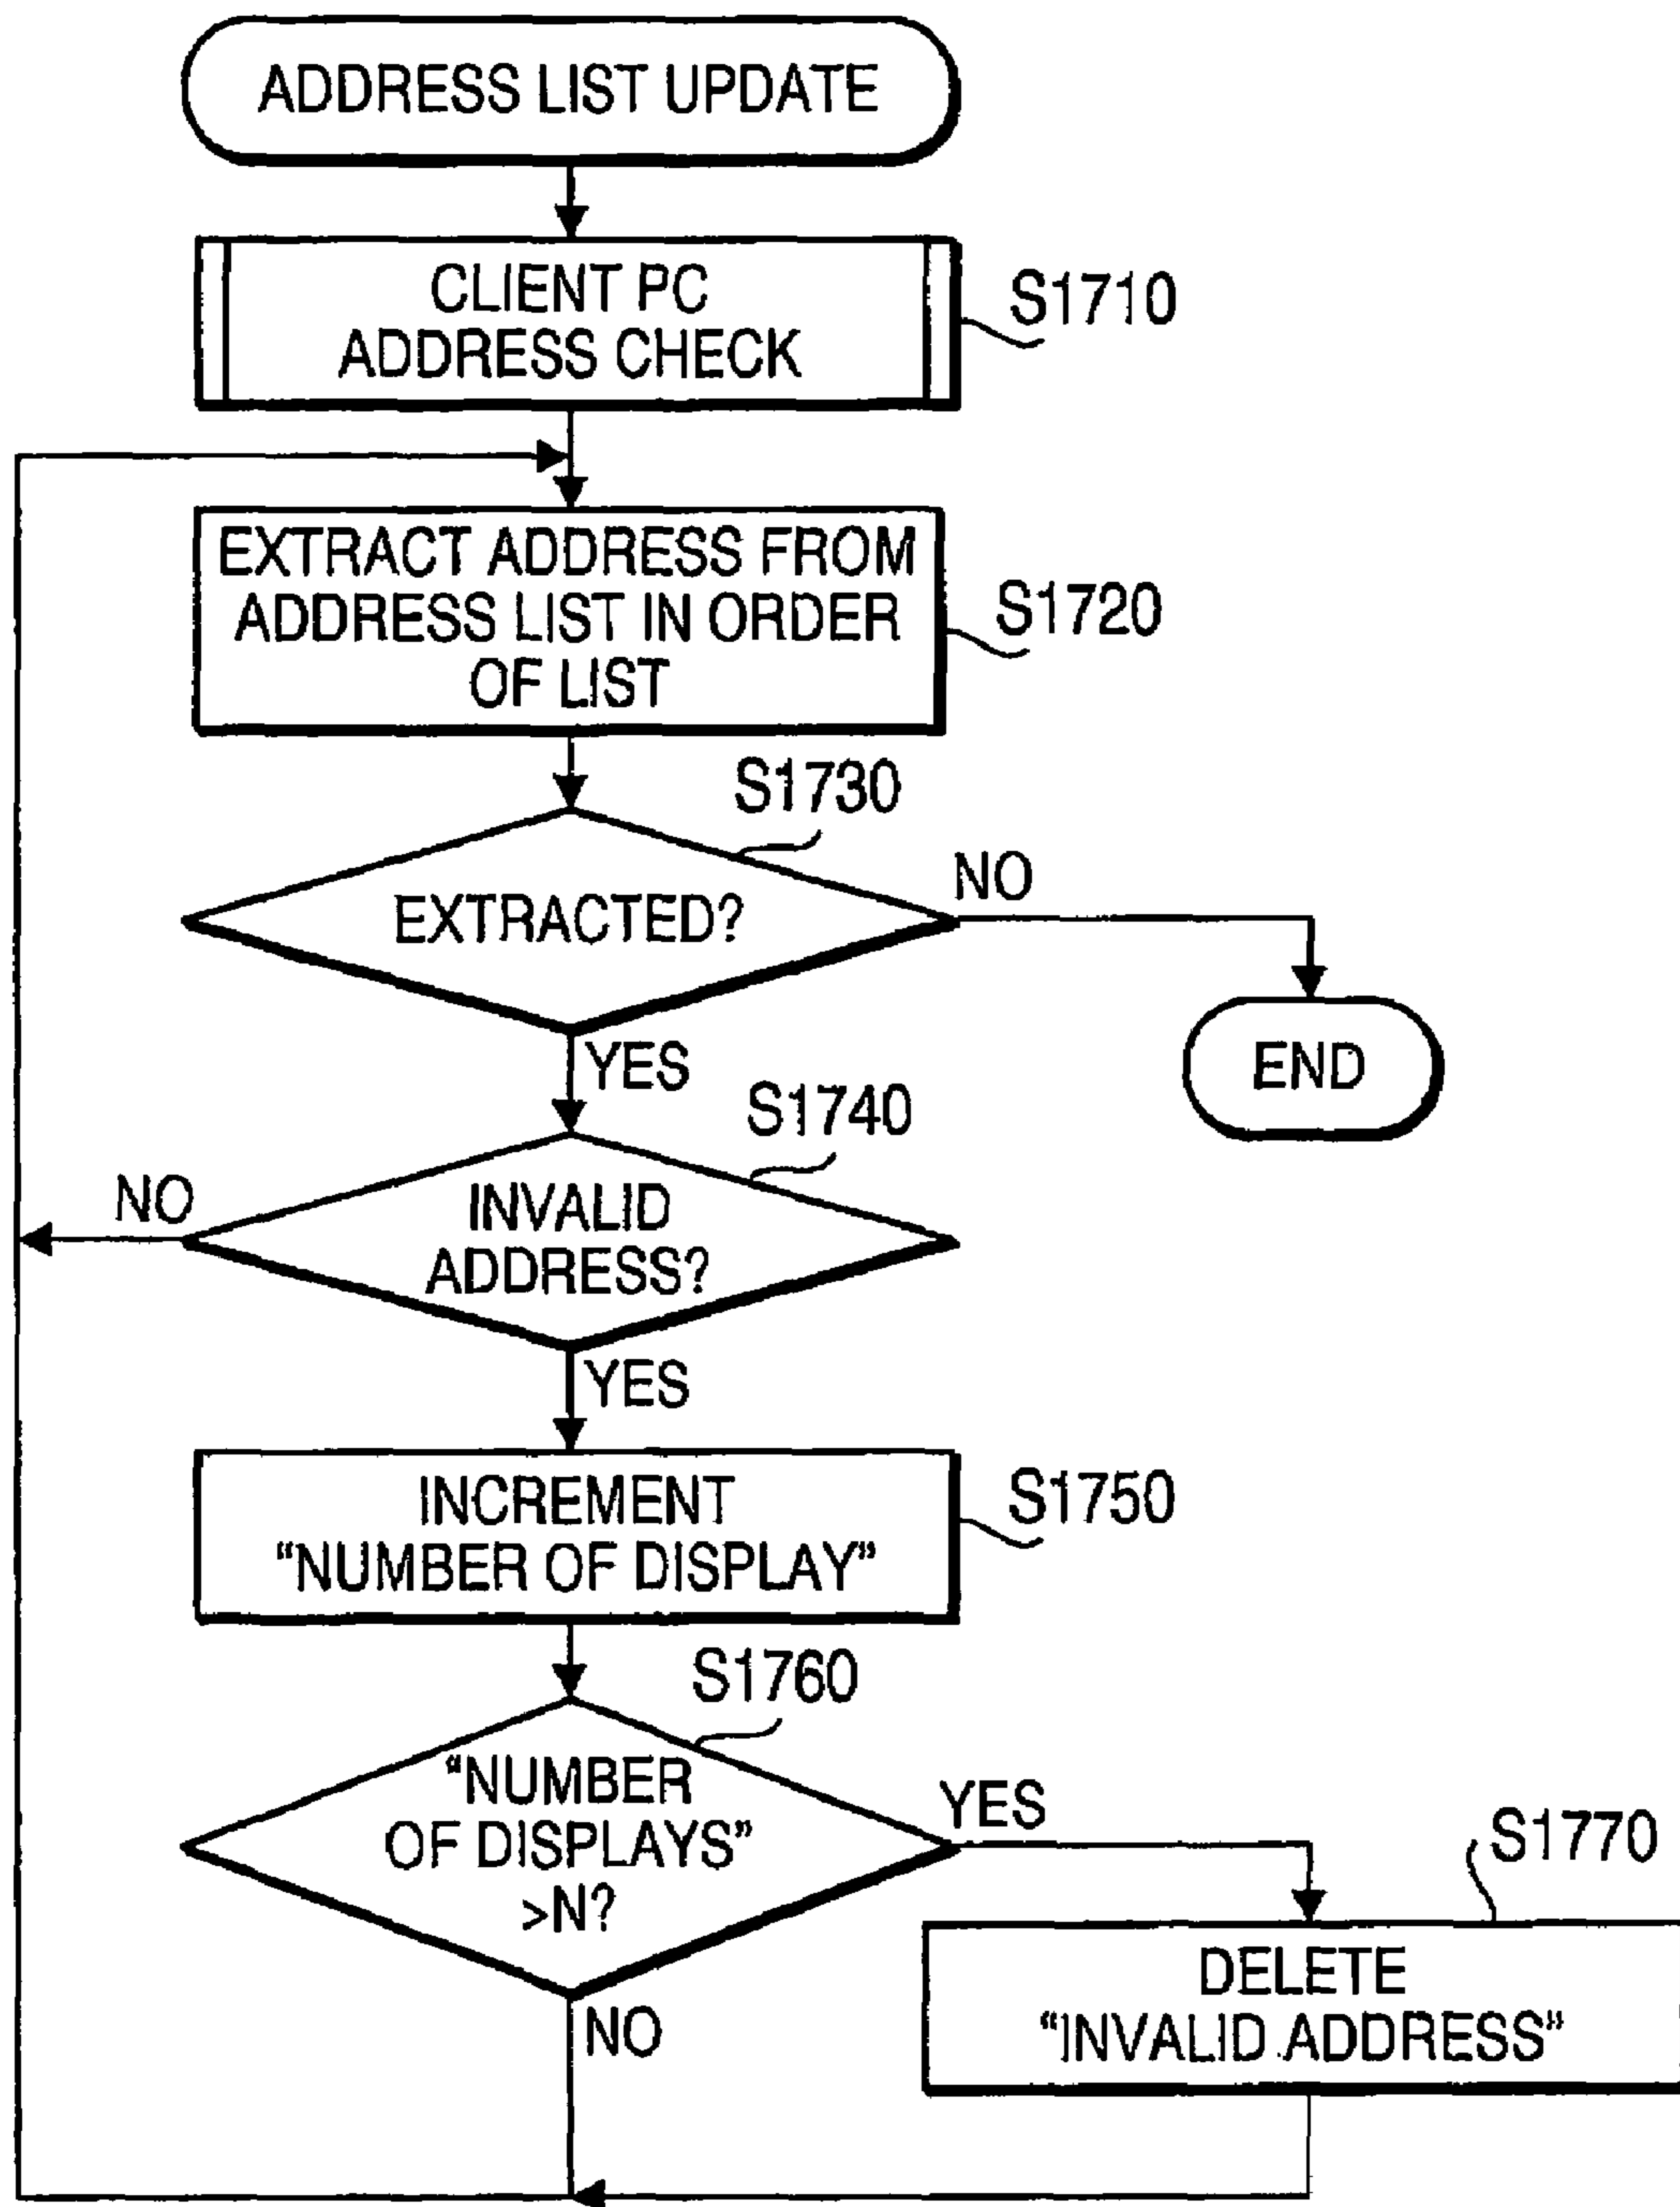 ADDRESS LIST UPDATE
CLIENT PC
ADDRESS CHECK
S1710
EXTRACT ADDRESS FROM
ADDRESS LIST IN ORDER
OF LIST
S1720
S1730
EXTRACTED?
NO
END
YES
S1740
INVALID
ADDRESS?
NO
YES
INCREMENT
“NUMBER OF DISPLAY”
S1750
S1760
“NUMBER
OF DISPLAYS”
>N?
YES
S1770
DELETE
“INVALID ADDRESS”
NO